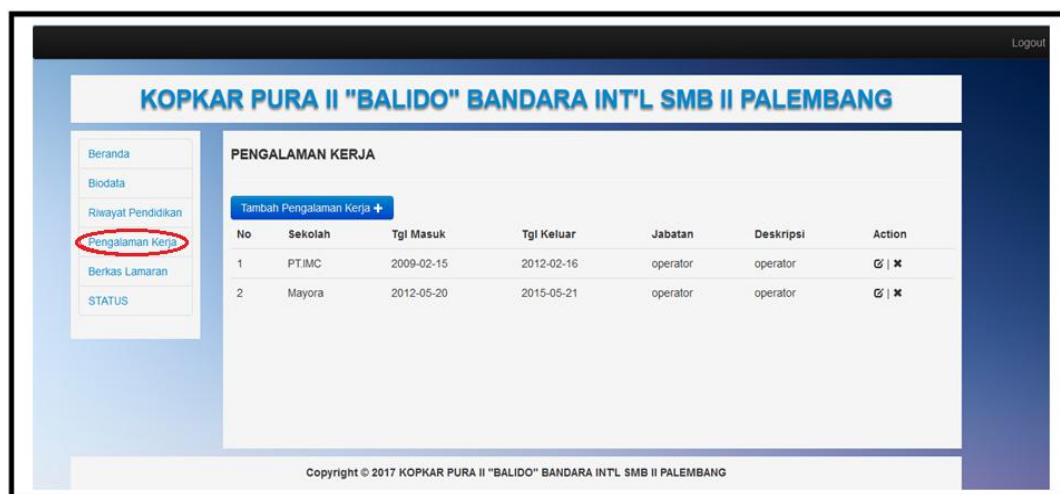 Logout
KOPKAR PURA II "BALIDO" BANDARA INT'L SMB II PALEMBANG
Beranda
Biodata
Riwayat Pendidikan
Pengalaman Kerja
Berkas Lamaran
STATUS
PENGALAMAN KERJA
Tambah Pengalaman Kerja +
No Sekolah Tgl Masuk Tgl Keluar Jabatan Deskripsi Action
1 PT.IMC 2009-02-15 2012-02-16 operator operator |
2 Mayora 2012-05-20 2015-05-21 operator operator |
Copyright © 2017 KOPKAR PURA II "BALIDO" BANDARA INT'L SMB II PALEMBANG